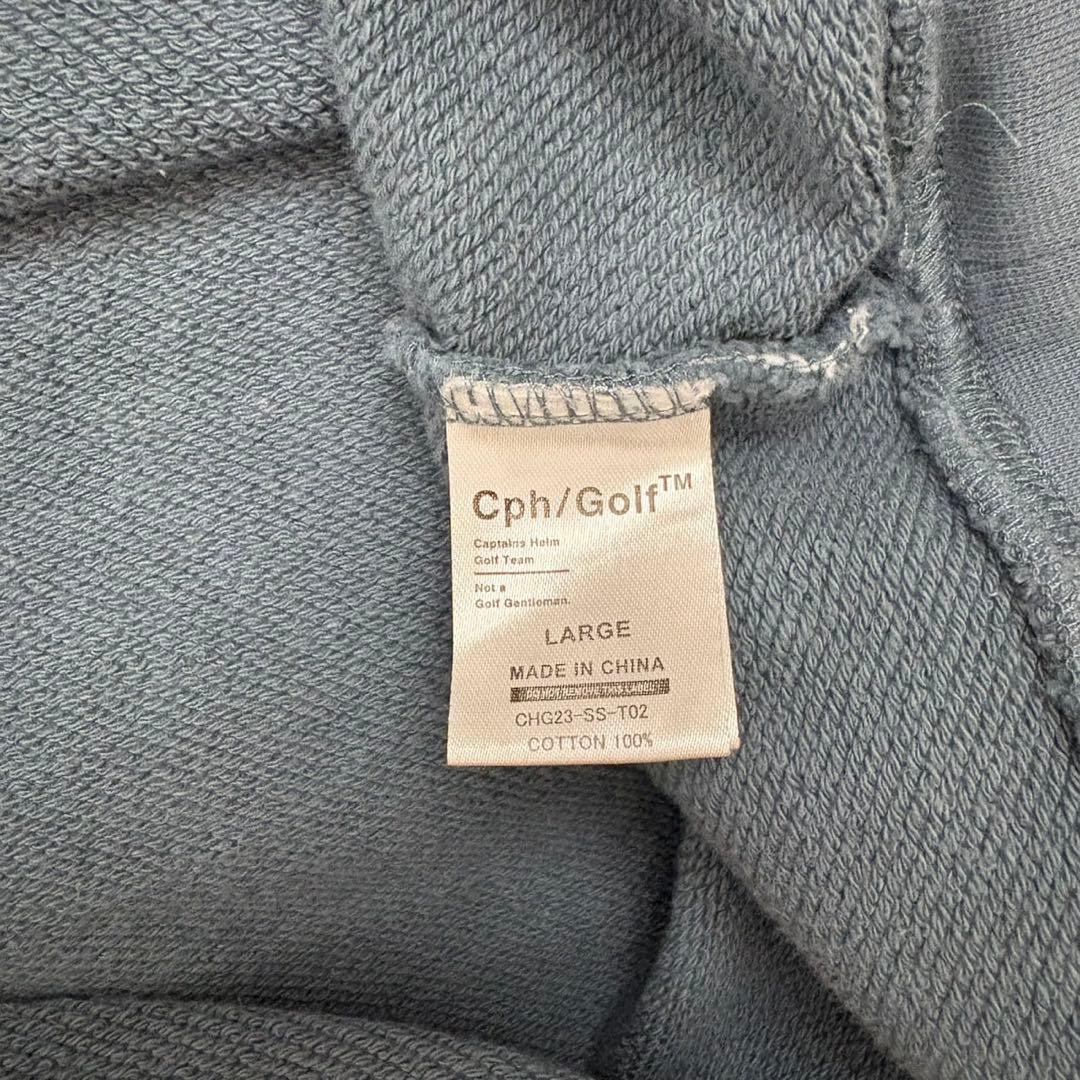 Cph/Golf™
Captains Helm
Golf Team
Not a
Golf Gentleman.
LARGE
MADE IN CHINA
CHG23-SS-T02
COTTON 100%